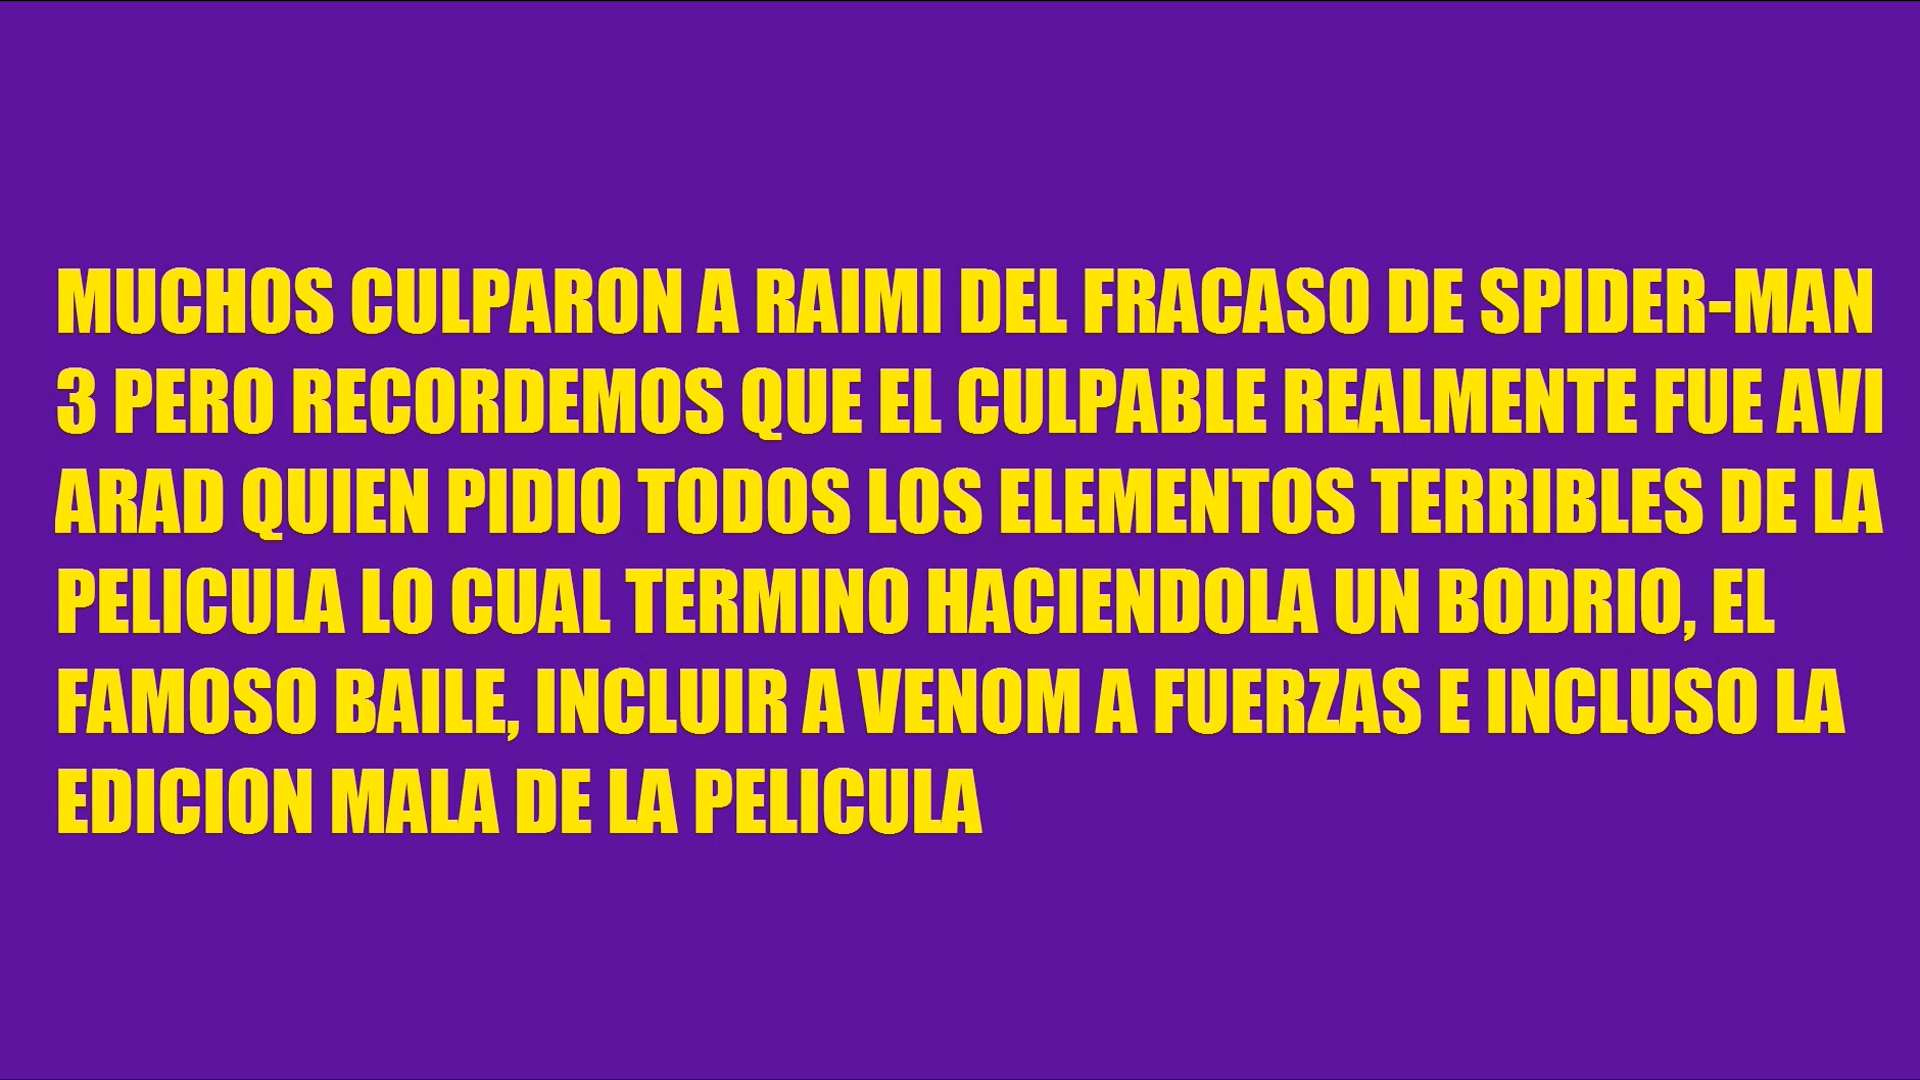 MUCHOS CULPARON A RAIMI DEL FRACASO DE SPIDER-MAN
3 PERO RECORDEMOS QUE EL CULPABLE REALMENTE FUE AVI
ARAD QUIEN PIDIO TODOS LOS ELEMENTOS TERRIBLES DE LA
PELICULA LO CUAL TERMINO HACIENDOLA UN BODRIO, EL
FAMOSO BAILE, INCLUIR A VENOM A FUERZAS E INCLUSO LA
EDICION MALA DE LA PELICULA